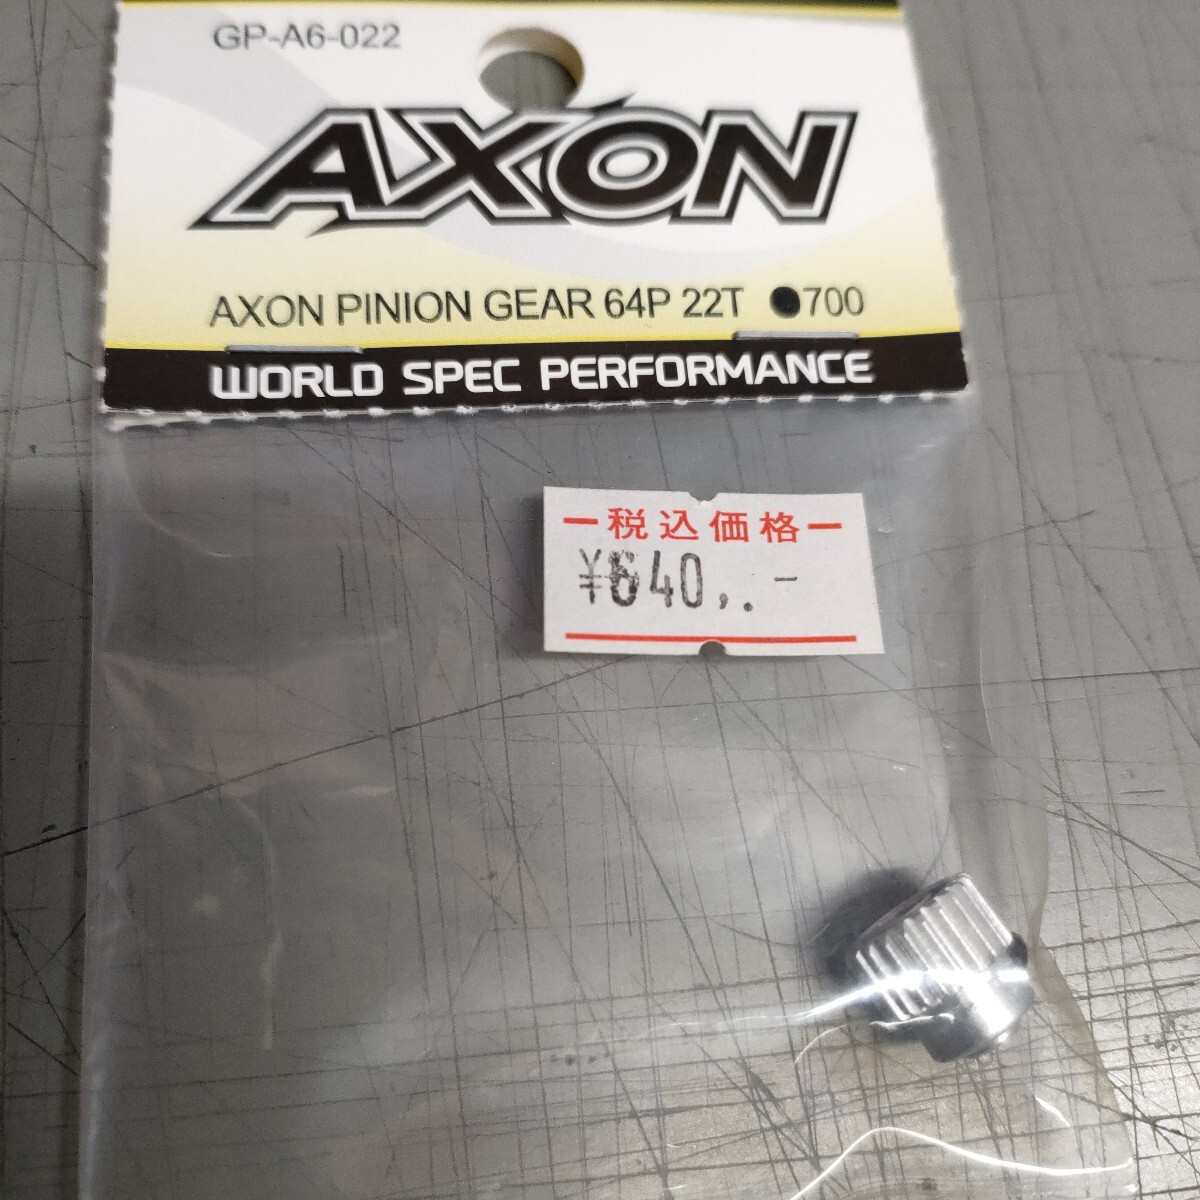 GP-A6-022
AXON
AXON PINION GEAR 64P 22T ●700
WORLD SPEC PERFORMANCE
ー税込価格ー
¥640,.-